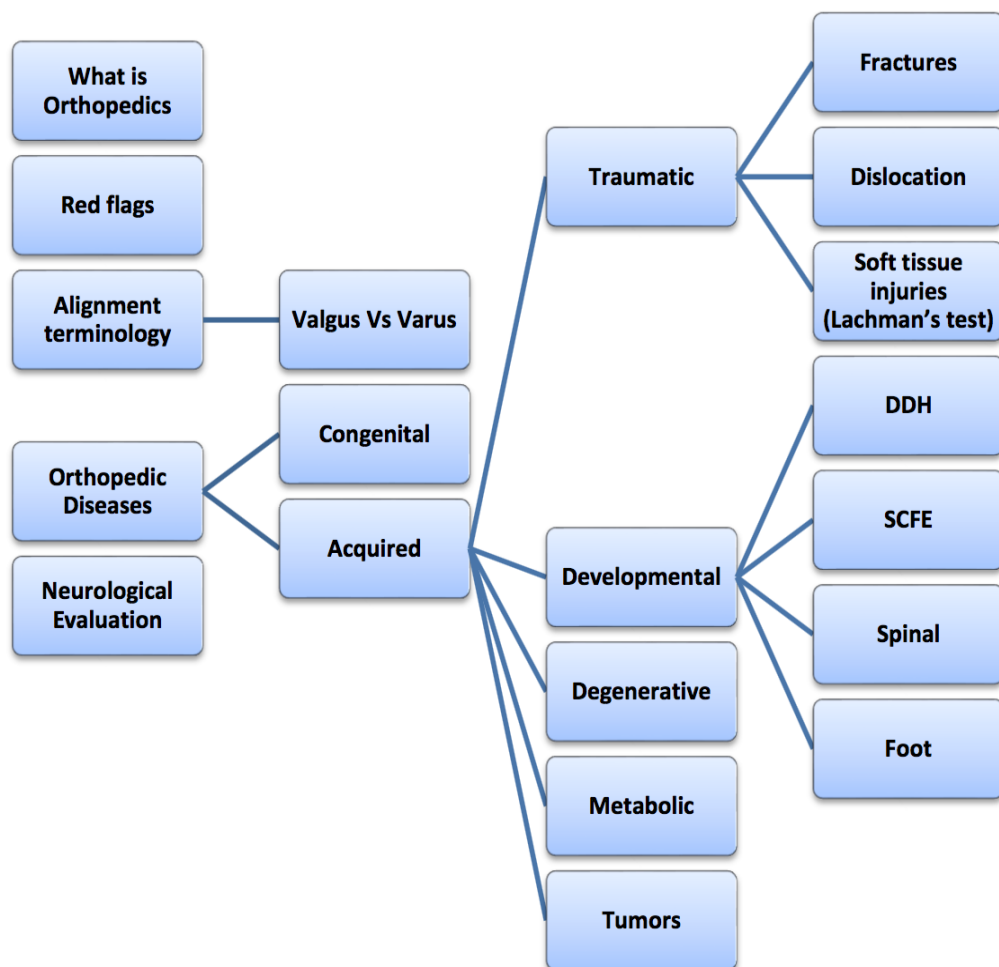 What is
Orthopedics
Red flags
Alignment
terminology
Valgus Vs Varus
Orthopedic
Diseases
Congenital
Acquired
Neurological
Evaluation
Traumatic
Fractures
Dislocation
Soft tissue
injuries
(Lachman’s test)
Developmental
DDH
SCFE
Spinal
Foot
Degenerative
Metabolic
Tumors